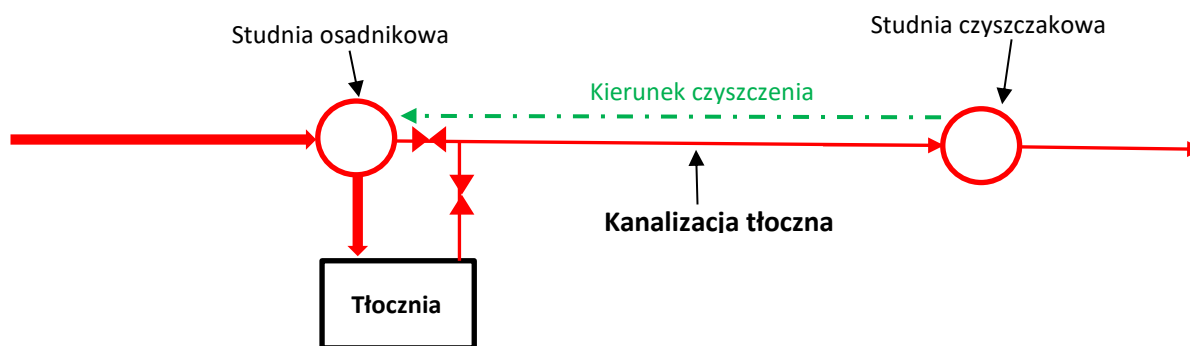 Studnia czyszczakowa
Studnia osadnikowa
Kierunek czyszczenia
Kanalizacja tłoczna
Tłocznia